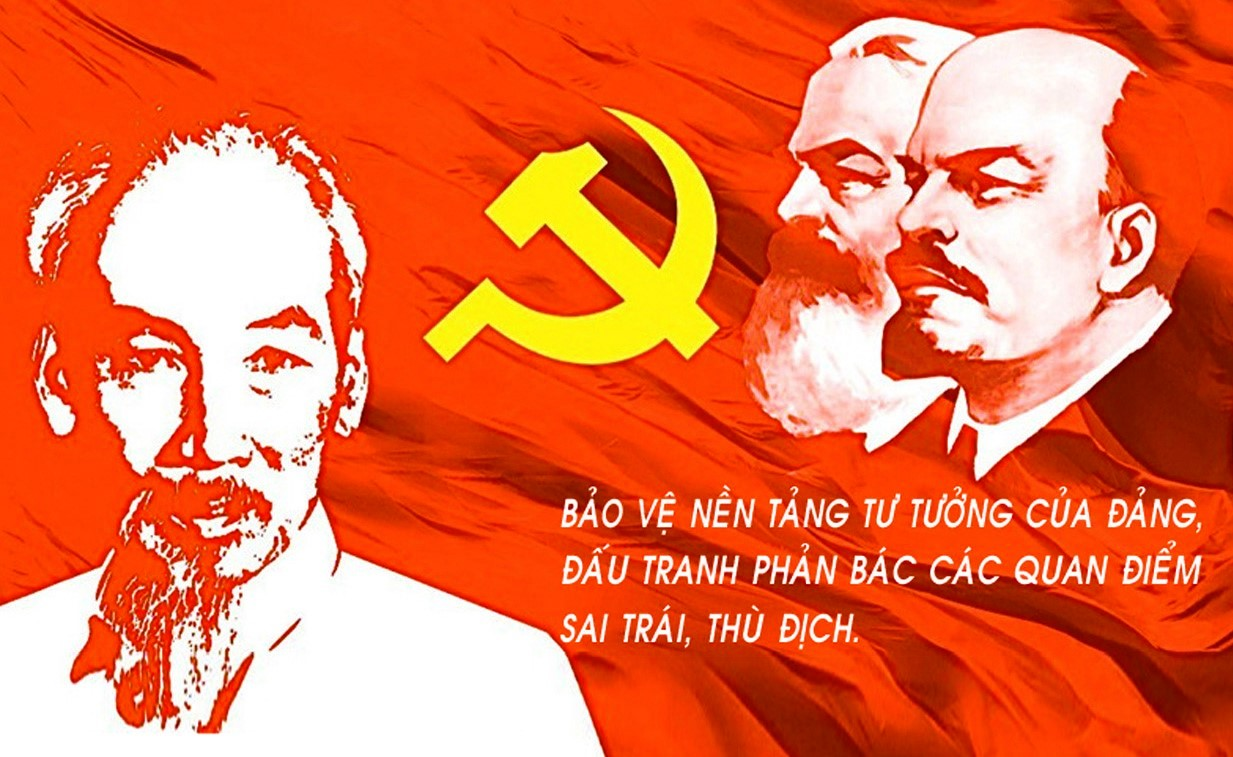 BẢO VỆ NỀN TẢNG TƯ TƯỞNG CỦA ĐẢNG,
ĐẤU TRANH PHẢN BÁC CÁC QUAN ĐIỂM
SAI TRÁI, THÙ ĐỊCH.